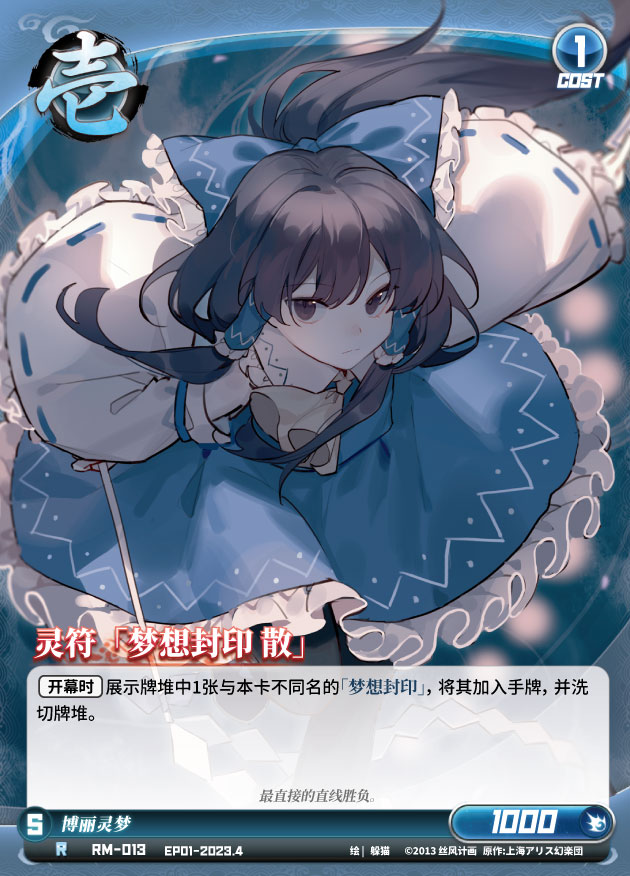 壱
1
COST
灵符「梦想封印 散」
开幕时 展示牌堆中1张与本卡不同名的「梦想封印」, 将其加入手牌, 并洗
切牌堆。
最直接的直线胜负。
S 博丽灵梦 1000
R RM-013 EP01-2023.4 绘| 躲猫 ©2013 丝风计画 原作:上海アリス幻楽団